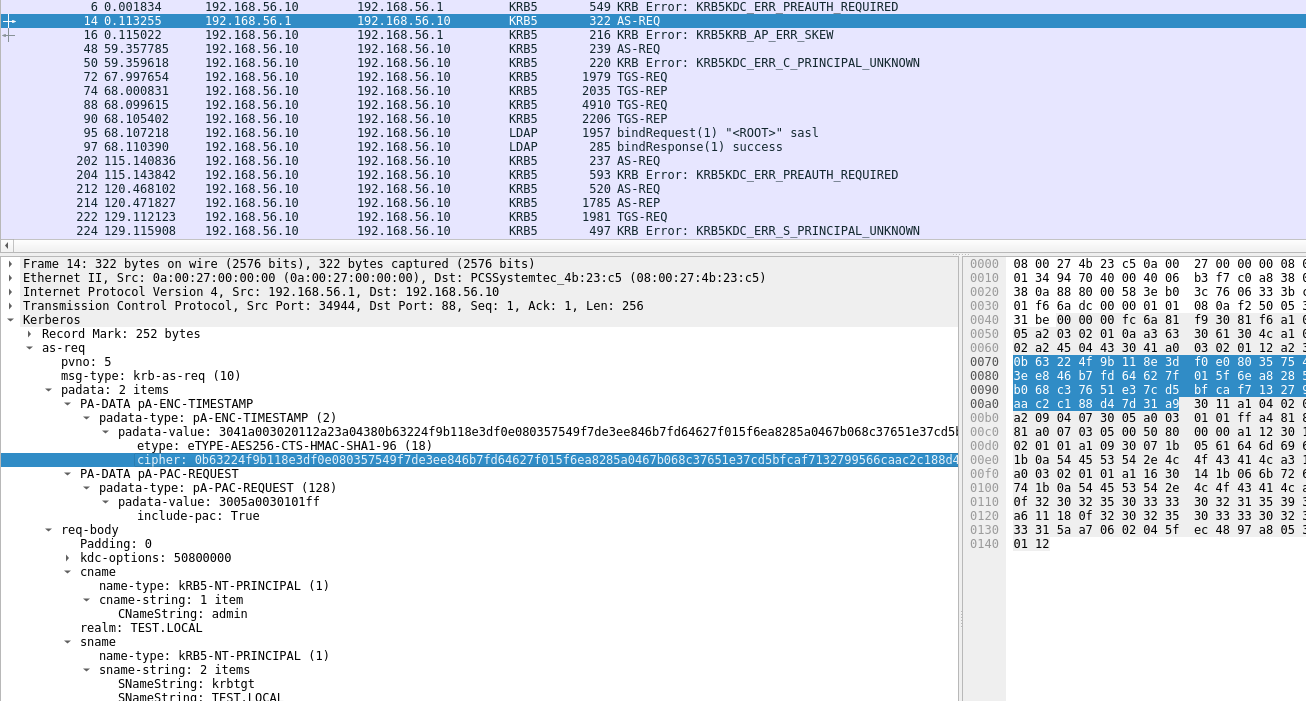 6 0.001834 192.168.56.10 192.168.56.1 KRB5 549 KRB Error: KRB5KDC_ERR_PREAUTH_REQUIRED
14 0.113255 192.168.56.1 192.168.56.10 KRB5 322 AS-REQ
16 0.115022 192.168.56.10 192.168.56.1 KRB5 216 KRB Error: KRB5KRB_AP_ERR_SKEW
48 59.357785 192.168.56.10 192.168.56.10 KRB5 239 AS-REQ
50 59.359618 192.168.56.10 192.168.56.10 KRB5 220 KRB Error: KRB5KDC_ERR_C_PRINCIPAL_UNKNOWN
72 67.997654 192.168.56.10 192.168.56.10 KRB5 1979 TGS-REQ
74 68.000831 192.168.56.10 192.168.56.10 KRB5 2035 TGS-REP
88 68.099615 192.168.56.10 192.168.56.10 KRB5 4910 TGS-REQ
90 68.105402 192.168.56.10 192.168.56.10 KRB5 2206 TGS-REP
95 68.107218 192.168.56.10 192.168.56.10 LDAP 1957 bindRequest(1) "<ROOT>" sasl
97 68.110390 192.168.56.10 192.168.56.10 LDAP 285 bindResponse(1) success
202 115.140836 192.168.56.10 192.168.56.10 KRB5 237 AS-REQ
204 115.143842 192.168.56.10 192.168.56.10 KRB5 593 KRB Error: KRB5KDC_ERR_PREAUTH_REQUIRED
212 120.468102 192.168.56.10 192.168.56.10 KRB5 520 AS-REQ
214 120.471827 192.168.56.10 192.168.56.10 KRB5 1785 AS-REP
222 129.112123 192.168.56.10 192.168.56.10 KRB5 1981 TGS-REQ
224 129.115908 192.168.56.10 192.168.56.10 KRB5 497 KRB Error: KRB5KDC_ERR_S_PRINCIPAL_UNKNOWN
Frame 14: 322 bytes on wire (2576 bits), 322 bytes captured (2576 bits)
Ethernet II, Src: 0a:00:27:00:00:00 (0a:00:27:00:00:00), Dst: PCSSystemtec_4b:23:c5 (08:00:27:4b:23:c5)
Internet Protocol Version 4, Src: 192.168.56.1, Dst: 192.168.56.10
Transmission Control Protocol, Src Port: 34944, Dst Port: 88, Seq: 1, Ack: 1, Len: 256
Kerberos
Record Mark: 252 bytes
as-req
pvno: 5
msg-type: krb-as-req (10)
padata: 2 items
PA-DATA pA-ENC-TIMESTAMP
padata-type: pA-ENC-TIMESTAMP (2)
padata-value: 3041a003020112a23a04380b63224f9b118e3df0e080357549f7de3ee846b7fd64627f015f6ea8285a0467b068c37651e37cd5b
etype: eTYPE-AES256-CTS-HMAC-SHA1-96 (18)
cipher: 0b63224f9b118e3df0e080357549f7de3ee846b7fd64627f015f6ea8285a0467b068c37651e37cd5bfcaf7132799566caac2c188d4
PA-DATA pA-PAC-REQUEST
padata-type: pA-PAC-REQUEST (128)
padata-value: 3005a0030101ff
include-pac: True
req-body
Padding: 0
kdc-options: 50800000
cname
name-type: kRB5-NT-PRINCIPAL (1)
cname-string: 1 item
CNameString: admin
realm: TEST.LOCAL
sname
name-type: kRB5-NT-PRINCIPAL (1)
sname-string: 2 items
SNameString: krbtgt
SNameString: TEST.LOCAL
0000 08 00 27 4b 23 c5 0a 00 27 00 00 00 08 0
0010 01 34 94 70 40 00 40 06 b3 f7 c0 a8 38 0
0020 38 0a 88 80 00 58 3e b0 3c 76 06 33 3b
0030 01 f6 6a dc 00 00 01 01 08 0a f2 50 05 3
0040 31 be 00 00 00 fc 6a 81 f9 30 81 f6 a1 0
0050 05 a2 03 02 01 0a a3 63 30 61 30 4c a1 0
0060 02 a2 45 04 43 30 41 a0 03 02 01 12 a2 3
0070 0b 63 22 4f 9b 11 8e 3d f0 e0 80 35 75 4
0080 3e e8 46 b7 fd 64 62 7f 01 5f 6e a8 28 5
0090 b0 68 c3 76 51 e3 7c d5 bf ca f7 13 27 9
00a0 aa c2 c1 88 d4 7d 31 a9 30 11 a1 04 02 0
00b0 a2 09 04 07 30 05 a0 03 01 01 ff a4 81 8
00c0 81 a0 07 03 05 00 50 80 00 00 a1 12 30 1
00d0 02 01 01 a1 09 30 07 1b 05 61 64 6d 69 6
00e0 1b 0a 54 45 53 54 2e 4c 4f 43 41 4c a3 1
00f0 a0 03 02 01 01 a1 16 30 14 1b 06 6b 72 6
0100 74 1b 0a 54 45 53 54 2e 4c 4f 43 41 4c a
0110 0f 32 30 32 35 30 33 33 30 32 31 35 39 3
0120 a6 11 18 0f 32 30 32 35 30 33 33 30 32 3
0130 33 31 5a a7 06 02 04 5f ec 48 97 a8 05 3
0140 01 12